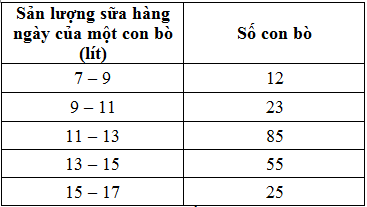 Sản lượng sữa hàng
ngày của một con bò
(lít)
Số con bò
7 – 9 12
9 – 11 23
11 – 13 85
13 – 15 55
15 – 17 25